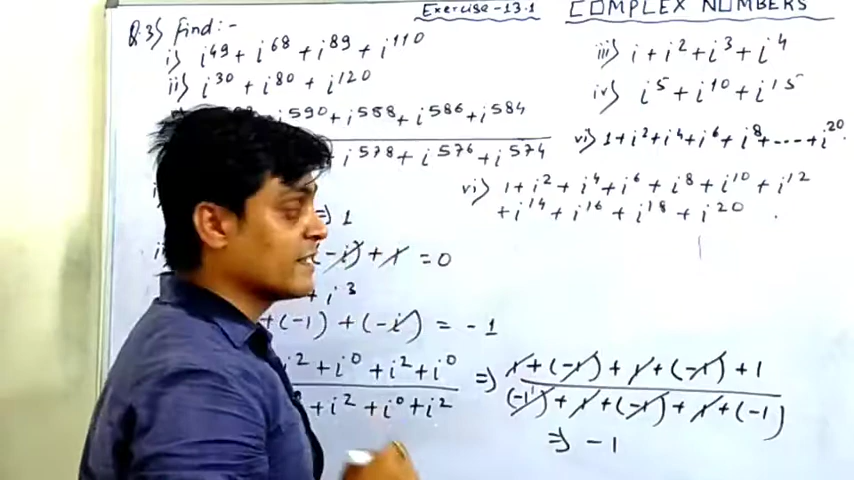 Exercise-13.1
COMPLEX NUMBERS
Q.3) Find:-
i) i^49 + i^68 + i^89 + i^110
ii) i^30 + i^80 + i^120
i^590 + i^588 + i^586 + i^584
+ i^578 + i^576 + i^574
iii) i + i^2 + i^3 + i^4
iv) i^5 + i^10 + i^15
vi) 1 + i^2 + i^4 + i^6 + i^8 + ---- + i^20.
vi) 1 + i^2 + i^4 + i^6 + i^8 + i^10 + i^12
+ i^14 + i^16 + i^18 + i^20 .
⇒ 1
(-i) + 1 = 0
+ i^3
+ (-1) + (-i) = -1
i^2 + i^0 + i^2 + i^0
+ i^2 + i^0 + i^2
⇒ 1 + (-1) + 1 + (-1) + 1
(-1) + 1 + (-1) + 1 + (-1)
⇒ -1